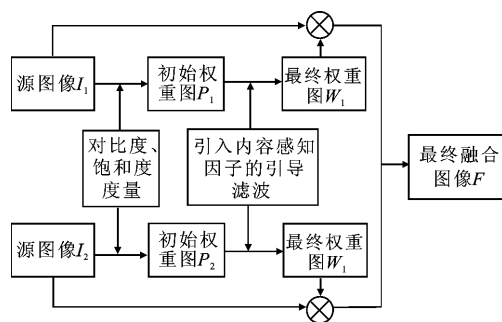 源图像I₁
初始权
重图P₁
最终权重
图W₁
对比度、
饱和度
度量
引入内容感知
因子的引导
滤波
最终融合
图像F
源图像I₂
初始权
重图P₂
最终权重
图W₁